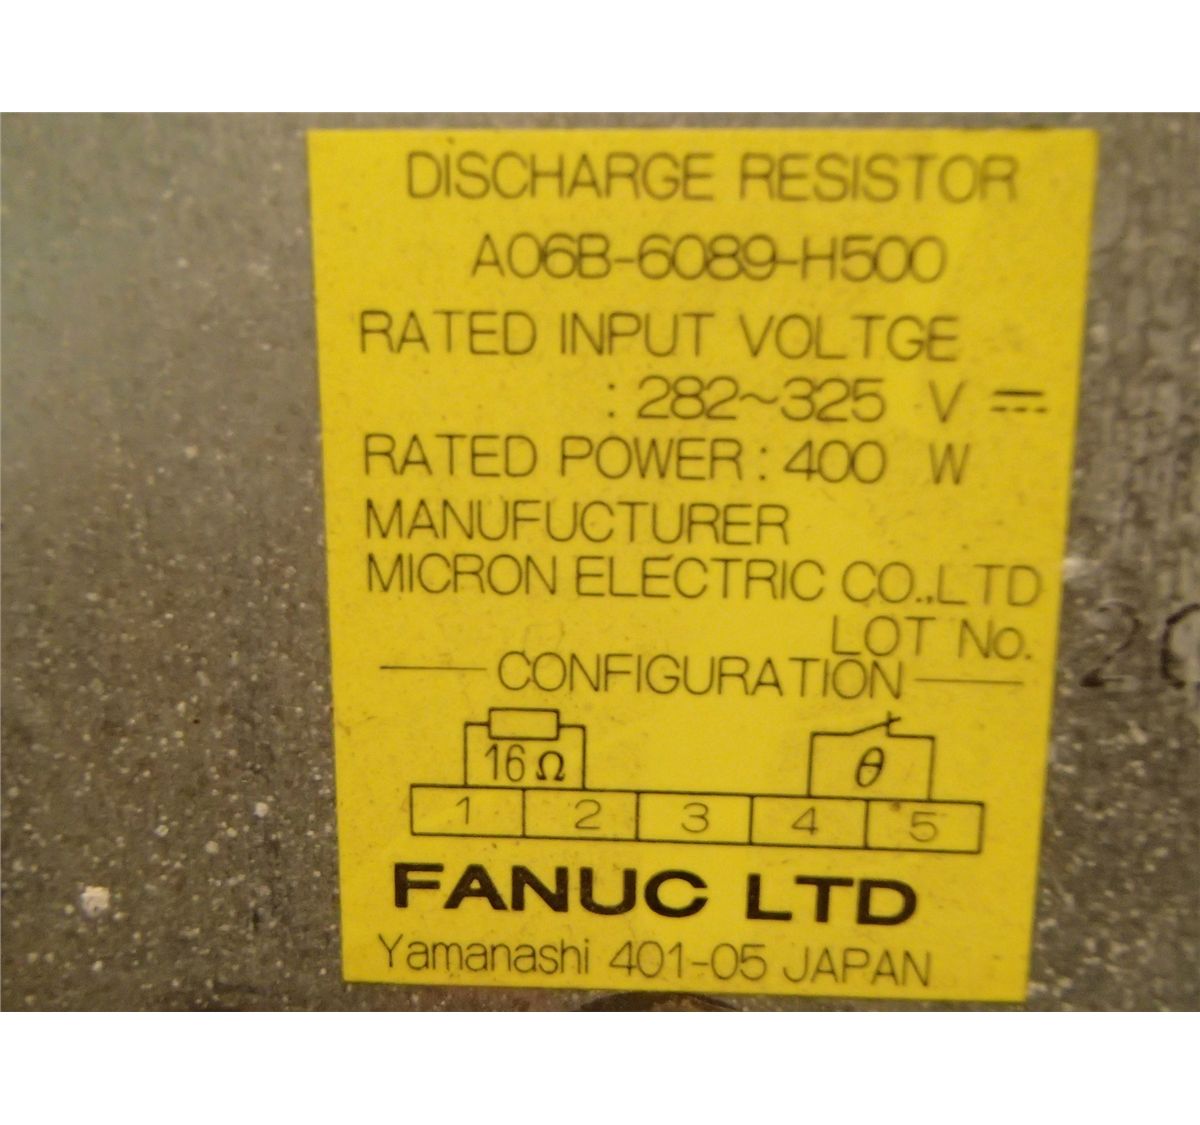 DISCHARGE RESISTOR
A06B-6089-H500
RATED INPUT VOLTGE
: 282~325 V ⎓
RATED POWER : 400 W
MANUFUCTURER
MICRON ELECTRIC CO.,LTD
LOT No.
CONFIGURATION
16Ω θ
1 2 3 4 5
FANUC LTD
Yamanashi 401-05 JAPAN